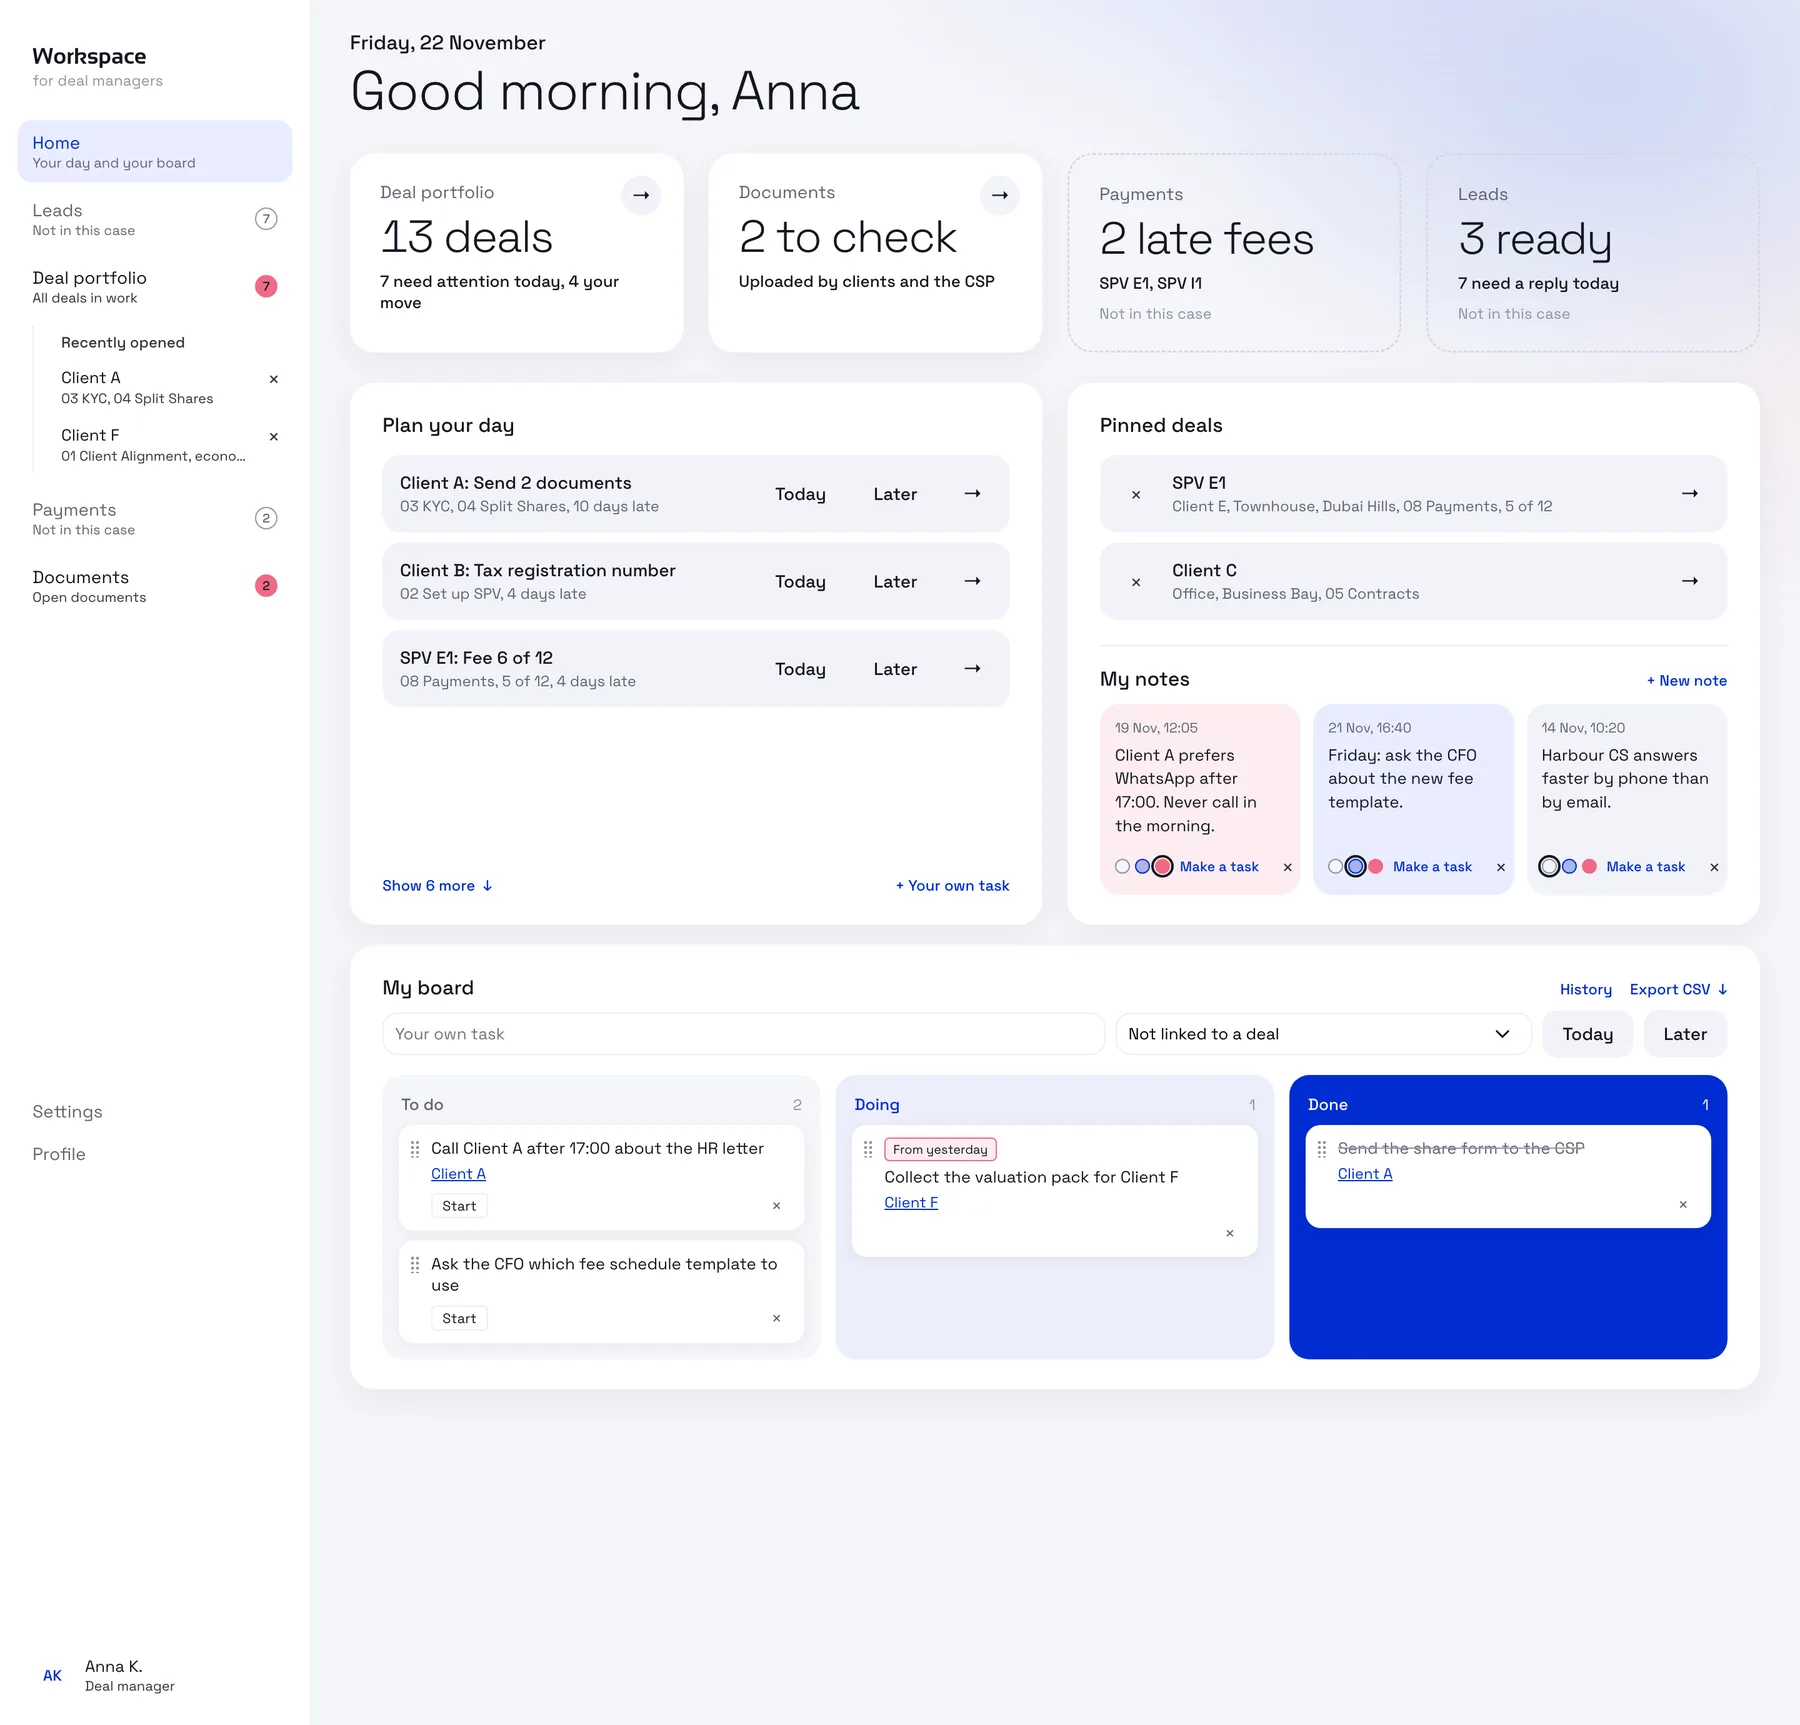 Workspace
for deal managers
Home
Your day and your board
Leads
Not in this case
7
Deal portfolio
All deals in work
7
Recently opened
Client A
×
03 KYC, 04 Split Shares
Client F
×
01 Client Alignment, econo...
Payments
Not in this case
2
Documents
Open documents
2
Settings
Profile
AK
Anna K.
Deal manager
Friday, 22 November
Good morning, Anna
Deal portfolio
→
13 deals
7 need attention today, 4 your
move
Documents
→
2 to check
Uploaded by clients and the CSP
Payments
2 late fees
SPV E1, SPV I1
Not in this case
Leads
3 ready
7 need a reply today
Not in this case
Plan your day
Client A: Send 2 documents
03 KYC, 04 Split Shares, 10 days late
Today Later →
Client B: Tax registration number
02 Set up SPV, 4 days late
Today Later →
SPV E1: Fee 6 of 12
08 Payments, 5 of 12, 4 days late
Today Later →
Show 6 more ↓
+ Your own task
Pinned deals
×
SPV E1
Client E, Townhouse, Dubai Hills, 08 Payments, 5 of 12
→
×
Client C
Office, Business Bay, 05 Contracts
→
My notes
+ New note
19 Nov, 12:05
Client A prefers
WhatsApp after
17:00. Never call in
the morning.
Make a task ×
21 Nov, 16:40
Friday: ask the CFO
about the new fee
template.
Make a task ×
14 Nov, 10:20
Harbour CS answers
faster by phone than
by email.
Make a task ×
My board
History Export CSV ↓
Your own task
Not linked to a deal
Today
Later
To do 2
Call Client A after 17:00 about the HR letter
Client A
Start ×
Ask the CFO which fee schedule template to
use
Start ×
Doing 1
From yesterday
Collect the valuation pack for Client F
Client F
×
Done 1
Send the share form to the CSP
Client A
×